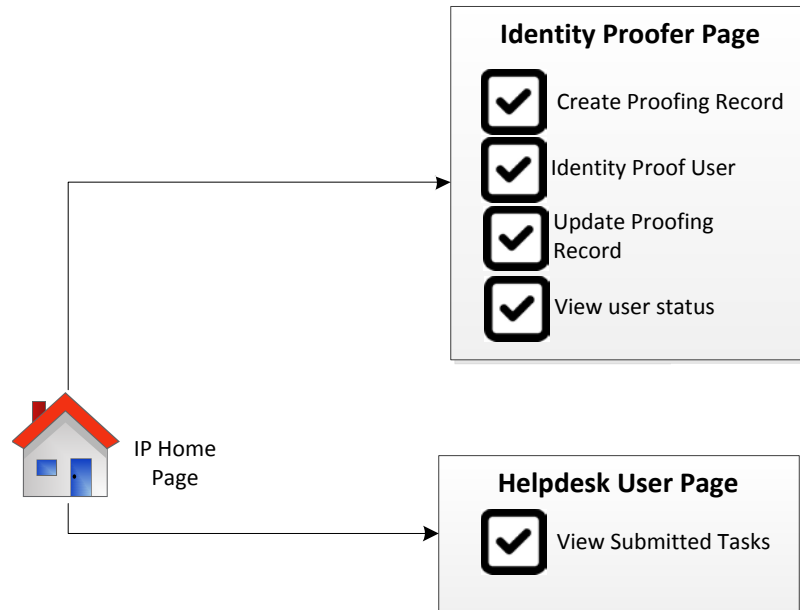 Identity Proofer Page
Create Proofing Record
Identity Proof User
Update Proofing
Record
View user status
IP Home
Page
Helpdesk User Page
View Submitted Tasks